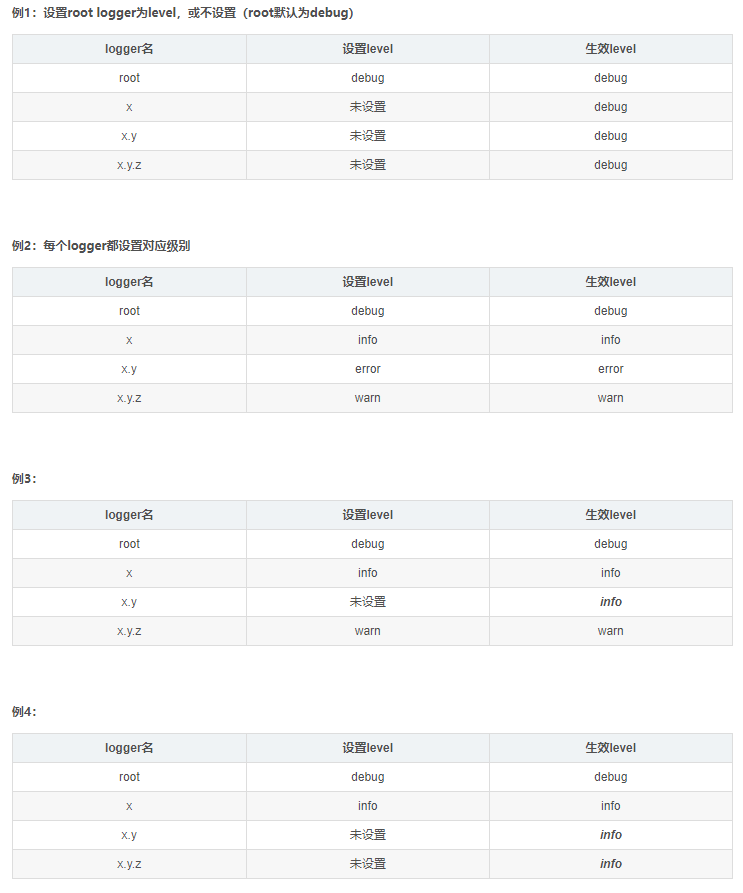 例1：设置root logger为level，或不设置（root默认为debug）
logger名 设置level 生效level
root debug debug
x 未设置 debug
x.y 未设置 debug
x.y.z 未设置 debug
例2：每个logger都设置对应级别
logger名 设置level 生效level
root debug debug
x info info
x.y error error
x.y.z warn warn
例3：
logger名 设置level 生效level
root debug debug
x info info
x.y 未设置 info
x.y.z warn warn
例4：
logger名 设置level 生效level
root debug debug
x info info
x.y 未设置 info
x.y.z 未设置 info